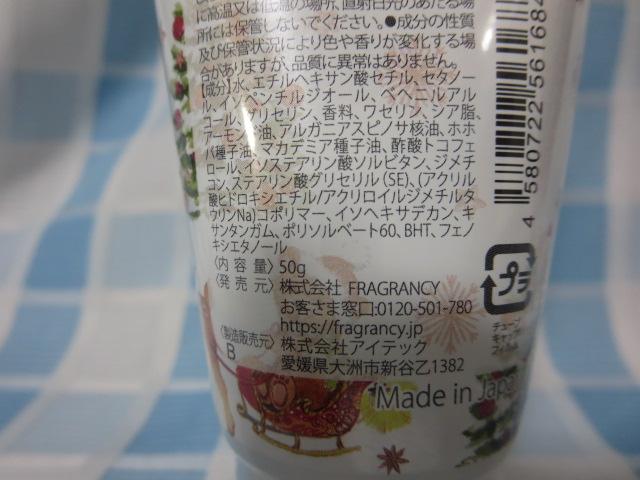 に高温又は低温の場所、直射日光のあたる場
所には保管しないでください。●成分の性質
及び保管状況により色や香りが変化する場
合がありますが、品質に異常はありません。
【成分】水、エチルヘキサン酸セチル、セタノー
ル、イソペンチルジオール、ベヘニルアル
コール、グリセリン、香料、ワセリン、シア脂、
アーモンド油、アルガニアスピノサ核油、ホホ
バ種子油、マカデミア種子油、酢酸トコフェ
ロール、イソステアリン酸ソルビタン、ジメチ
コン、ステアリン酸グリセリル(SE)、(アクリル
酸ヒドロキシエチル/アクリロイルジメチルタ
ウリンNa)コポリマー、イソヘキサデカン、キ
サンタンガム、ポリソルベート60、BHT、フェノ
キシエタノール
〈内 容 量〉50g
〈発 売 元〉株式会社 FRAGRANCY
お客さま窓口:0120-501-780
https://fragrancy.jp
〈製造販売元〉株式会社アイテック
B
愛媛県大洲市新谷乙1382
Made in Japa
4 580722 561684
プラ
チューブ
キャッ
フィル